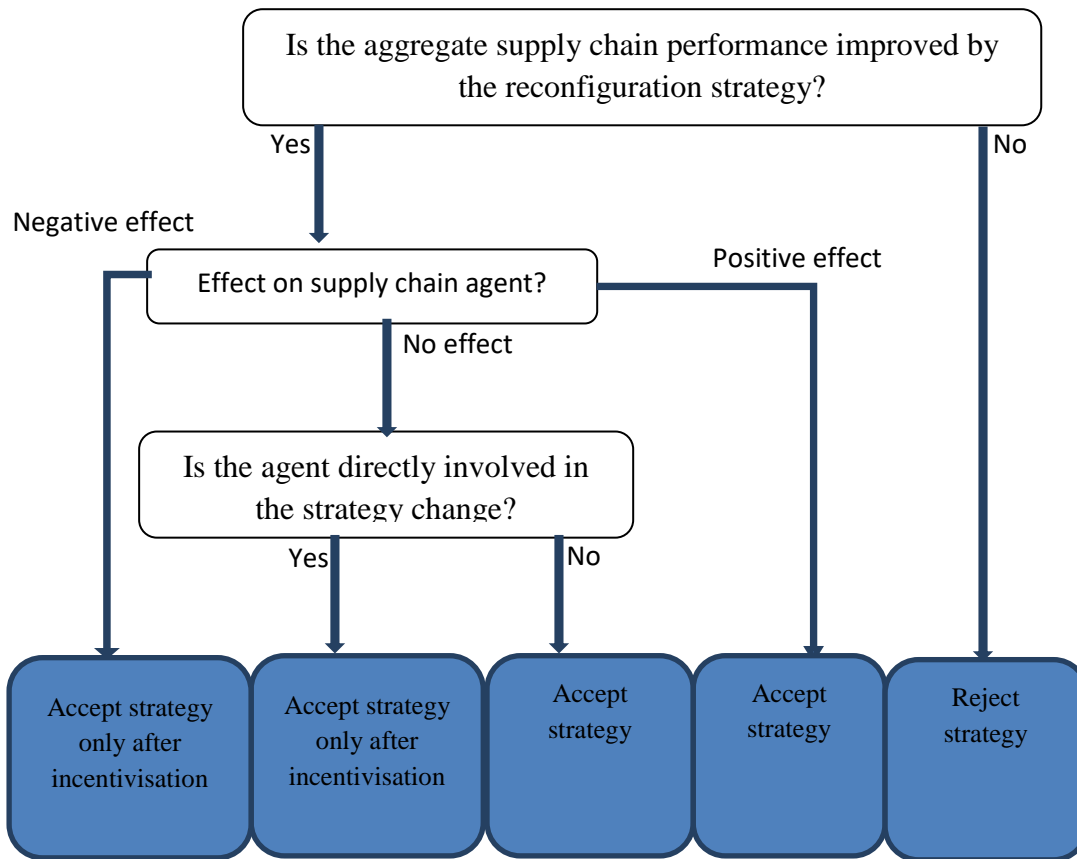 Is the aggregate supply chain performance improved by
the reconfiguration strategy?
Yes
No
Negative effect
Effect on supply chain agent?
Positive effect
No effect
Is the agent directly involved in
the strategy change?
Yes
No
Accept strategy
only after
incentivisation
Accept strategy
only after
incentivisation
Accept
strategy
Accept
strategy
Reject
strategy